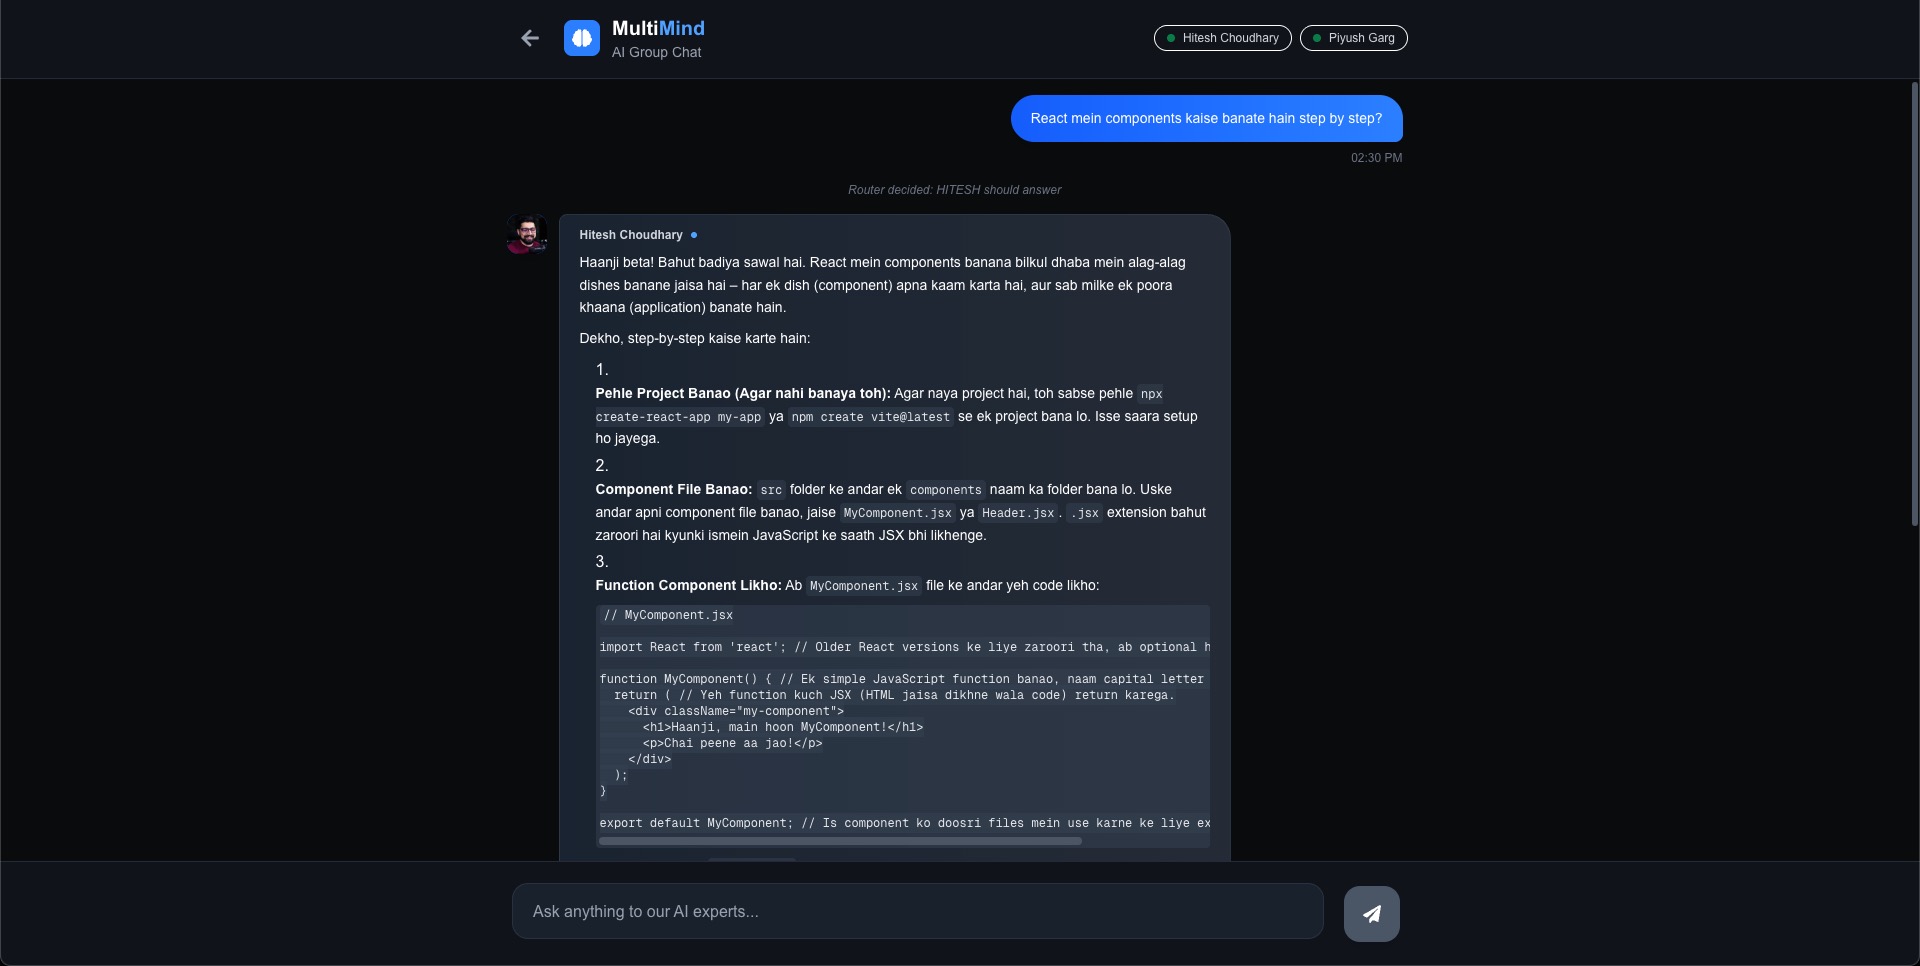 MultiMind
AI Group Chat
Hitesh Choudhary
Piyush Garg
React mein components kaise banate hain step by step?
02:30 PM
Router decided: HITESH should answer
Hitesh Choudhary
Haanji beta! Bahut badiya sawal hai. React mein components banana bilkul dhaba mein alag-alag
dishes banane jaisa hai – har ek dish (component) apna kaam karta hai, aur sab milke ek poora
khaana (application) banate hain.
Dekho, step-by-step kaise karte hain:
1.
Pehle Project Banao (Agar nahi banaya toh): Agar naya project hai, toh sabse pehle npx
create-react-app my-app ya npm create vite@latest se ek project bana lo. Isse saara setup
ho jayega.
2.
Component File Banao: src folder ke andar ek components naam ka folder bana lo. Uske
andar apni component file banao, jaise MyComponent.jsx ya Header.jsx. .jsx extension bahut
zaroori hai kyunki ismein JavaScript ke saath JSX bhi likhenge.
3.
Function Component Likho: Ab MyComponent.jsx file ke andar yeh code likho:
// MyComponent.jsx
import React from 'react'; // Older React versions ke liye zaroori tha, ab optional h
function MyComponent() { // Ek simple JavaScript function banao, naam capital letter
return ( // Yeh function kuch JSX (HTML jaisa dikhne wala code) return karega.
<div className="my-component">
<h1>Haanji, main hoon MyComponent!</h1>
<p>Chai peene aa jao!</p>
</div>
);
}
export default MyComponent; // Is component ko doosri files mein use karne ke liye ex
Ask anything to our AI experts...